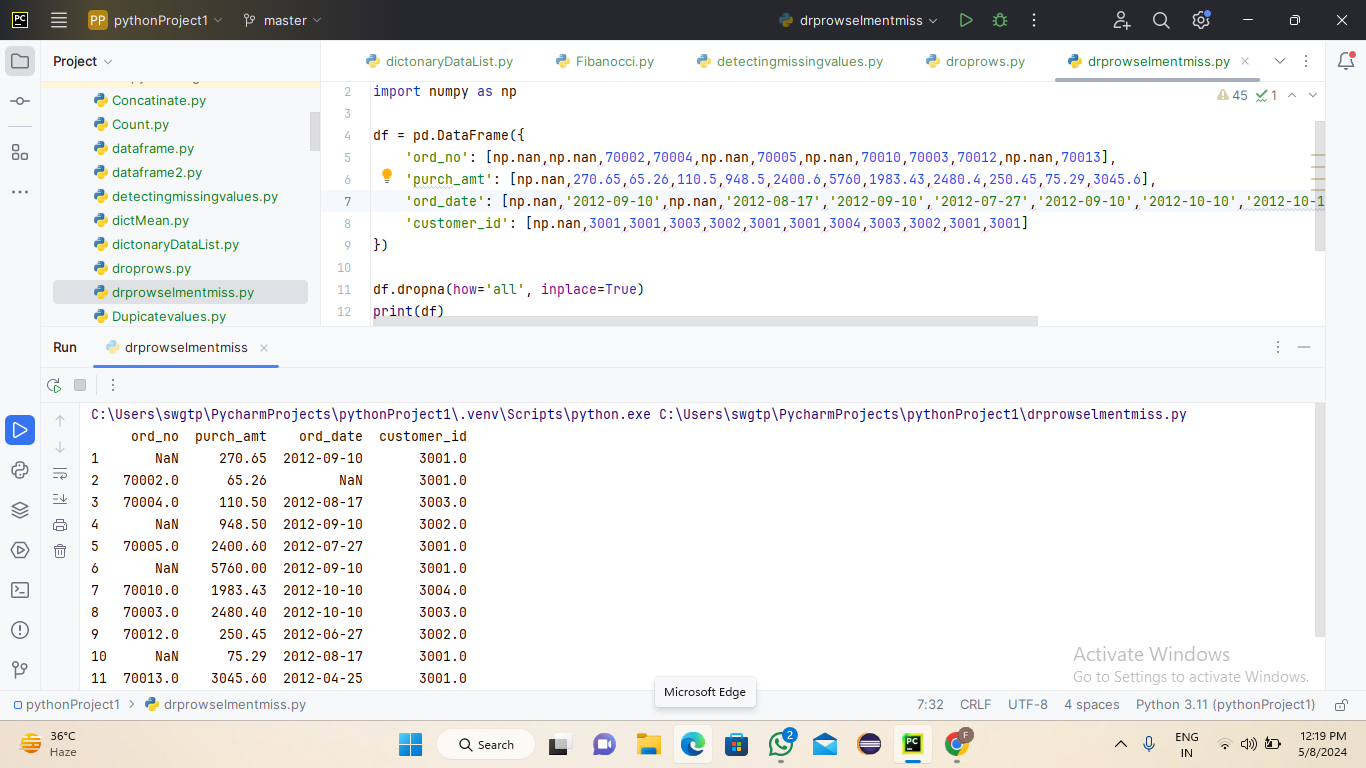 PC PP pythonProject1 master drprowselmentmiss
Project
dictonaryDataList.py Fibanocci.py detectingmissingvalues.py droprows.py drprowselmentmiss.py
Concatinate.py
Count.py
dataframe.py
dataframe2.py
detectingmissingvalues.py
dictMean.py
dictonaryDataList.py
droprows.py
drprowselmentmiss.py
Dupicatevalues.py
45 1
2 import numpy as np
3
4 df = pd.DataFrame({
5 'ord_no': [np.nan,np.nan,70002,70004,np.nan,70005,np.nan,70010,70003,70012,np.nan,70013],
6 'purch_amt': [np.nan,270.65,65.26,110.5,948.5,2400.6,5760,1983.43,2480.4,250.45,75.29,3045.6],
7 'ord_date': [np.nan,'2012-09-10',np.nan,'2012-08-17','2012-09-10','2012-07-27','2012-09-10','2012-10-10','2012-10-1
8 'customer_id': [np.nan,3001,3001,3003,3002,3001,3001,3004,3003,3002,3001,3001]
9 })
10
11 df.dropna(how='all', inplace=True)
12 print(df)
Run drprowselmentmiss
C:\Users\swgtp\PycharmProjects\pythonProject1\.venv\Scripts\python.exe C:\Users\swgtp\PycharmProjects\pythonProject1\drprowselmentmiss.py
ord_no purch_amt ord_date customer_id
1 NaN 270.65 2012-09-10 3001.0
2 70002.0 65.26 NaN 3001.0
3 70004.0 110.50 2012-08-17 3003.0
4 NaN 948.50 2012-09-10 3002.0
5 70005.0 2400.60 2012-07-27 3001.0
6 NaN 5760.00 2012-09-10 3001.0
7 70010.0 1983.43 2012-10-10 3004.0
8 70003.0 2480.40 2012-10-10 3003.0
9 70012.0 250.45 2012-06-27 3002.0
10 NaN 75.29 2012-08-17 3001.0
11 70013.0 3045.60 2012-04-25 3001.0
Activate Windows
Go to Settings to activate Windows.
Microsoft Edge
pythonProject1 drprowselmentmiss.py 7:32 CRLF UTF-8 4 spaces Python 3.11 (pythonProject1)
36°C
Haze
Search
2
PC
F
ENG
IN
12:19 PM
5/8/2024